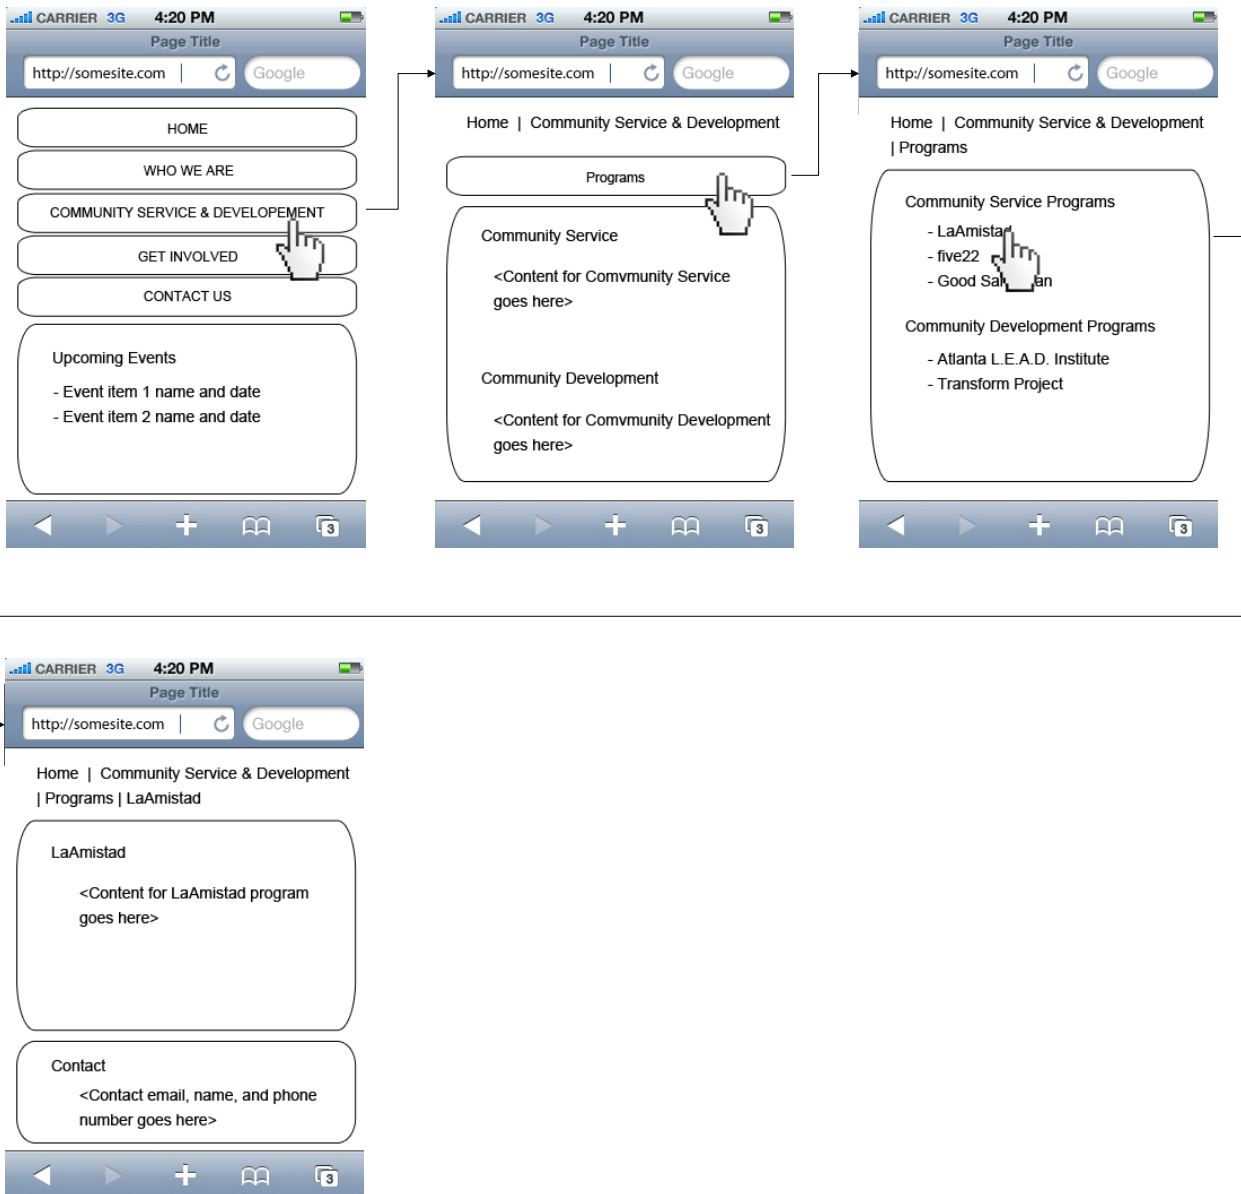 CARRIER 3G 4:20 PM
Page Title
http://somesite.com Google
HOME
WHO WE ARE
COMMUNITY SERVICE & DEVELOPEMENT
GET INVOLVED
CONTACT US
Upcoming Events
- Event item 1 name and date
- Event item 2 name and date
3
CARRIER 3G 4:20 PM
Page Title
http://somesite.com Google
Home | Community Service & Development
Programs
Community Service
<Content for Comvmunity Service
goes here>
Community Development
<Content for Comvmunity Development
goes here>
3
CARRIER 3G 4:20 PM
Page Title
http://somesite.com Google
Home | Community Service & Development
| Programs
Community Service Programs
- LaAmistad
- five22
- Good
Community Development Programs
- Atlanta L.E.A.D. Institute
- Transform Project
3
CARRIER 3G 4:20 PM
Page Title
http://somesite.com Google
Home | Community Service & Development
| Programs | LaAmistad
LaAmistad
<Content for LaAmistad program
goes here>
Contact
<Contact email, name, and phone
number goes here>
3